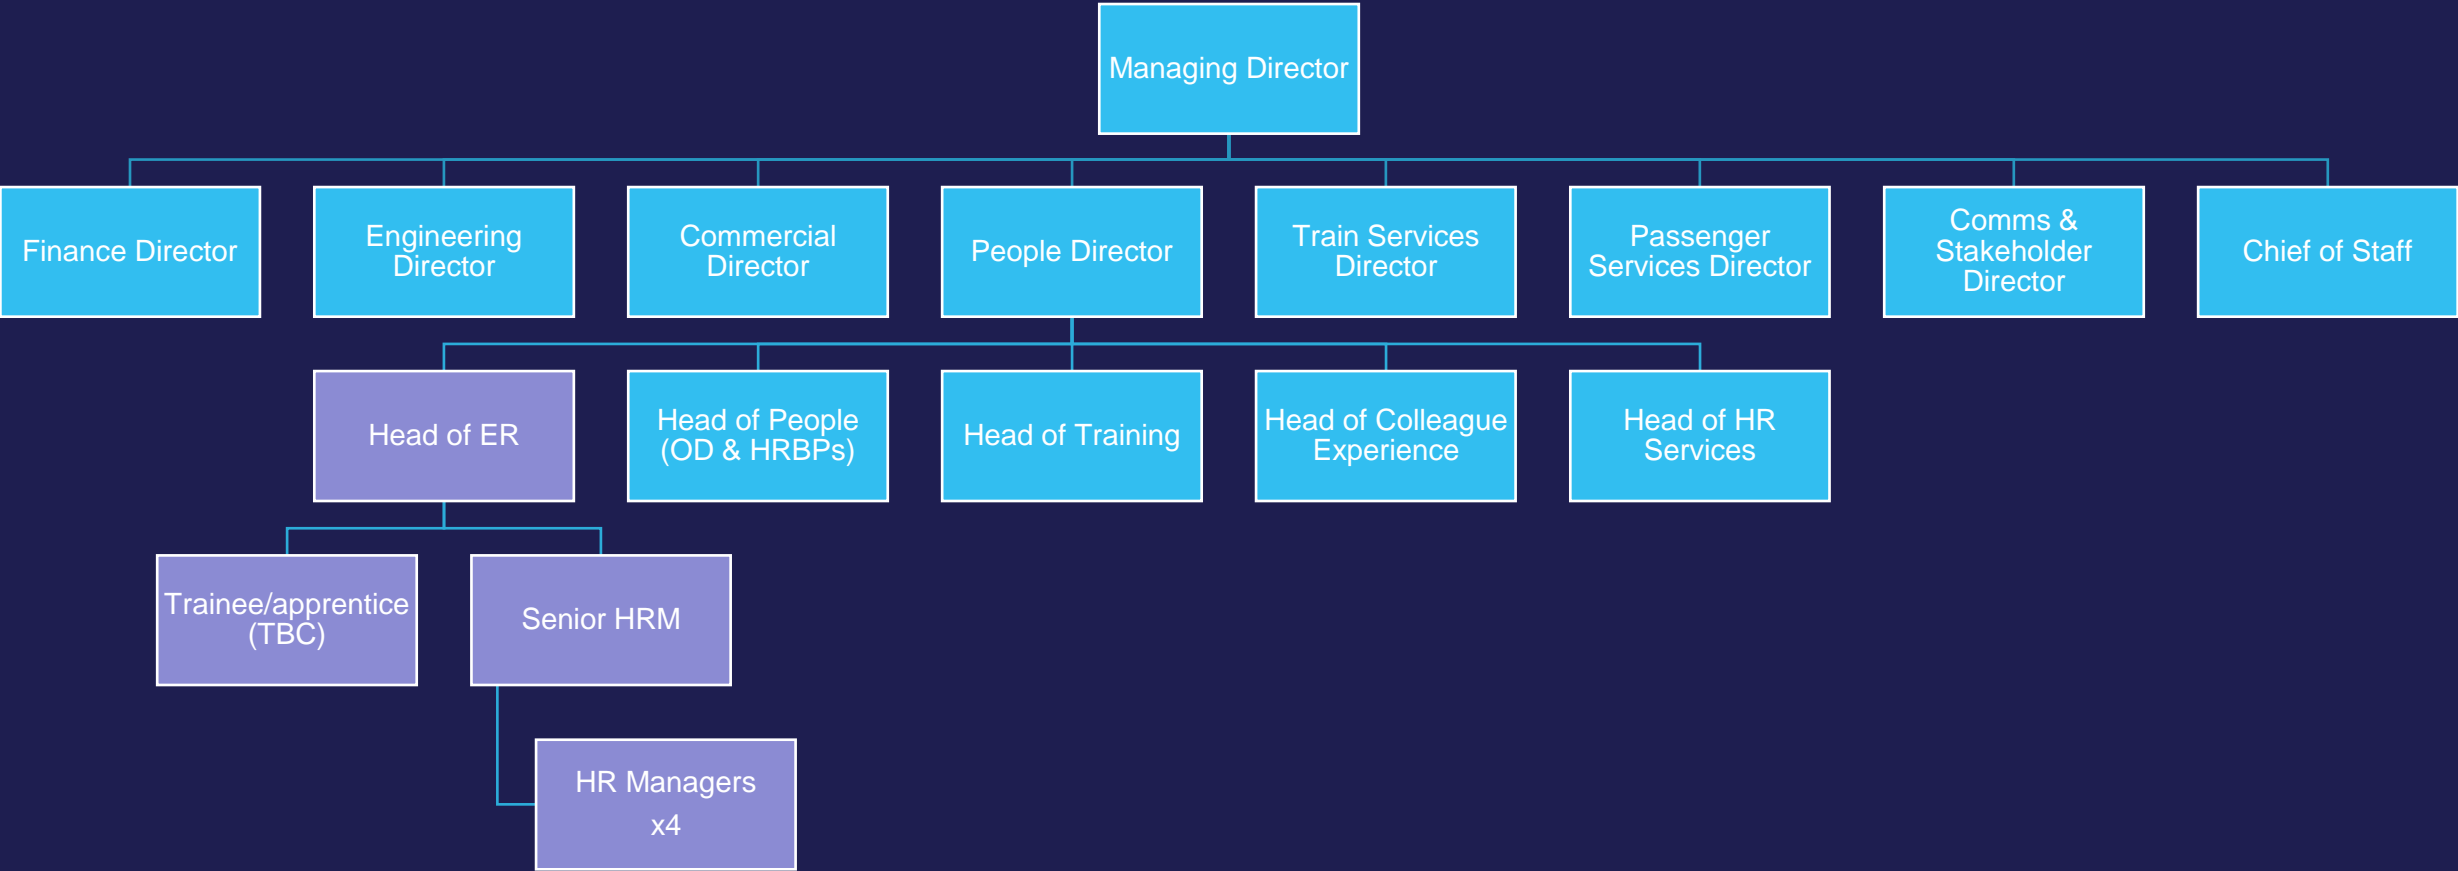 Managing Director
Finance Director
Engineering
Director
Commercial
Director
People Director
Train Services
Director
Passenger
Services Director
Comms &
Stakeholder
Director
Chief of Staff
Head of ER
Head of People
(OD & HRBPs)
Head of Training
Head of Colleague
Experience
Head of HR
Services
Trainee/apprentice
(TBC)
Senior HRM
HR Managers
x4